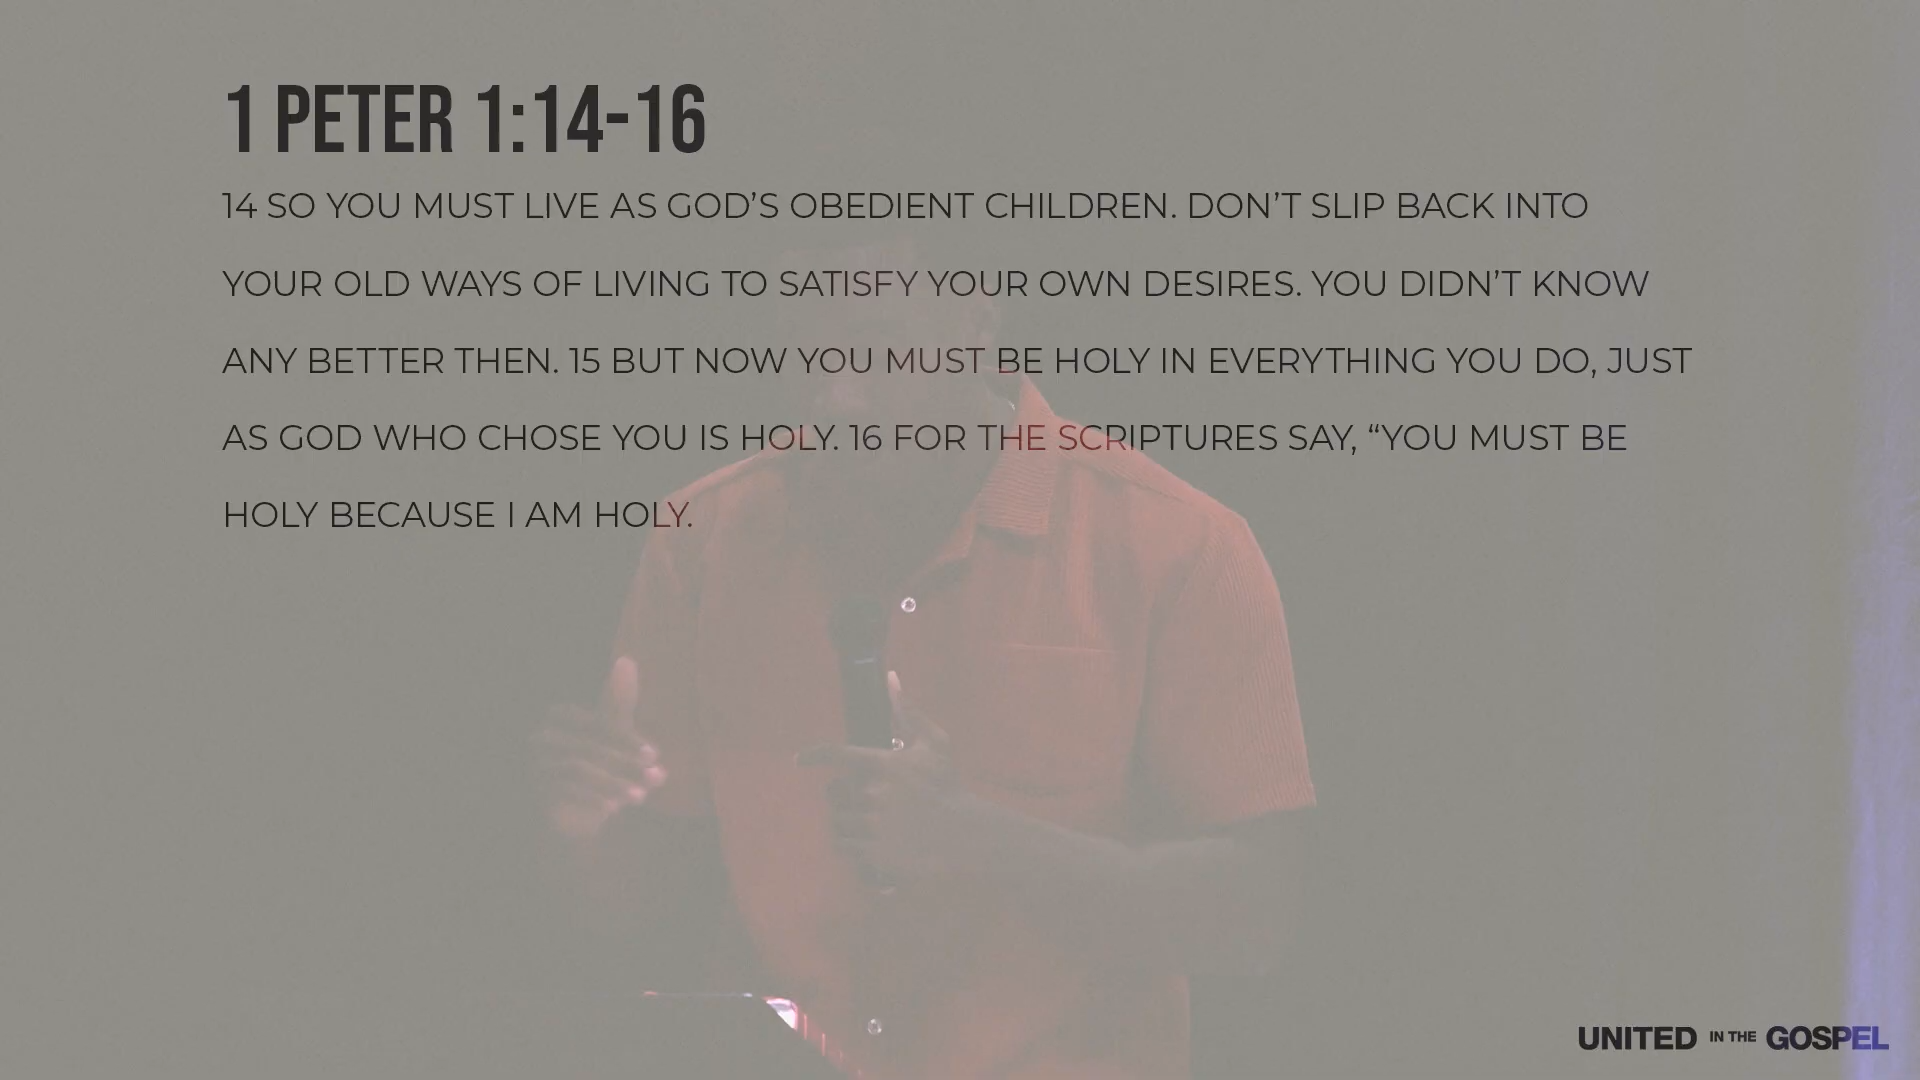 1 PETER 1:14-16
14 SO YOU MUST LIVE AS GOD’S OBEDIENT CHILDREN. DON’T SLIP BACK INTO
YOUR OLD WAYS OF LIVING TO SATISFY YOUR OWN DESIRES. YOU DIDN’T KNOW
ANY BETTER THEN. 15 BUT NOW YOU MUST BE HOLY IN EVERYTHING YOU DO, JUST
AS GOD WHO CHOSE YOU IS HOLY. 16 FOR THE SCRIPTURES SAY, “YOU MUST BE
HOLY BECAUSE I AM HOLY.
UNITED IN THE GOSPEL